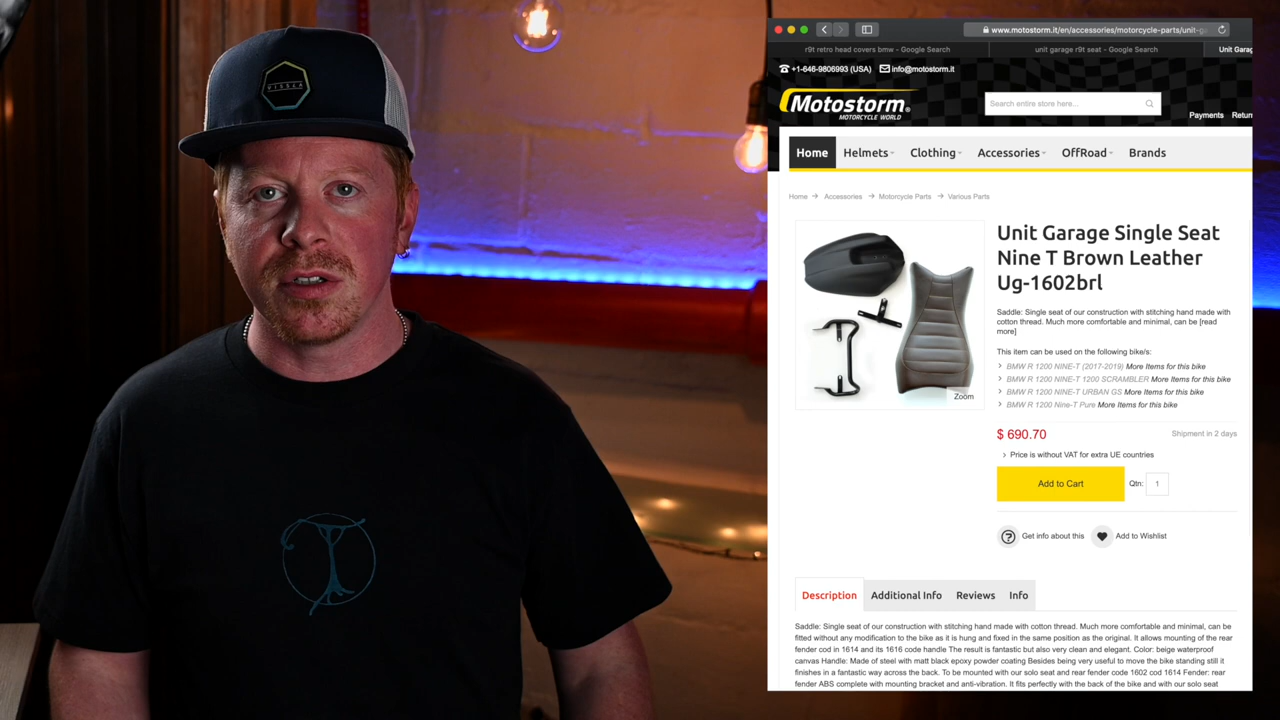 VISSLA
www.motostorm.it/en/accessories/motorcycle-parts/unit-ga
r9t retro head covers bmw - Google Search
unit garage r9t seat - Google Search
Unit Garag
+1-646-9806993 (USA) info@motostorm.it
Motostorm
MOTORCYCLE WORLD
Search entire store here...
Payments Return
Home Helmets Clothing Accessories OffRoad Brands
Home → Accessories → Motorcycle Parts → Various Parts
Unit Garage Single Seat
Nine T Brown Leather
Ug-1602brl
Saddle: Single seat of our construction with stitching hand made with
cotton thread. Much more comfortable and minimal, can be [read
more]
This item can be used on the following bike/s:
BMW R 1200 NINE-T (2017-2019) More Items for this bike
BMW R 1200 NINE-T 1200 SCRAMBLER More Items for this bike
BMW R 1200 NINE-T URBAN GS More Items for this bike
BMW R 1200 Nine-T Pure More Items for this bike
Zoom
$ 690.70
Shipment in 2 days
Price is without VAT for extra UE countries
Add to Cart
Qtn: 1
Get info about this
Add to Wishlist
Description Additional Info Reviews Info
Saddle: Single seat of our construction with stitching hand made with cotton thread. Much more comfortable and minimal, can be
fitted without any modification to the bike as it is hung and fixed in the same position as the original. It allows mounting of the rear
fender cod in 1614 and its 1616 code handle The result is fantastic but also very clean and elegant. Color: beige waterproof
canvas Handle: Made of steel with matt black epoxy powder coating Besides being very useful to move the bike standing still it
finishes in a fantastic way across the back. To be mounted with our solo seat and rear fender code 1602 cod 1614 Fender: rear
fender ABS complete with mounting bracket and anti-vibration. It fits perfectly with the back of the bike and with our solo seat